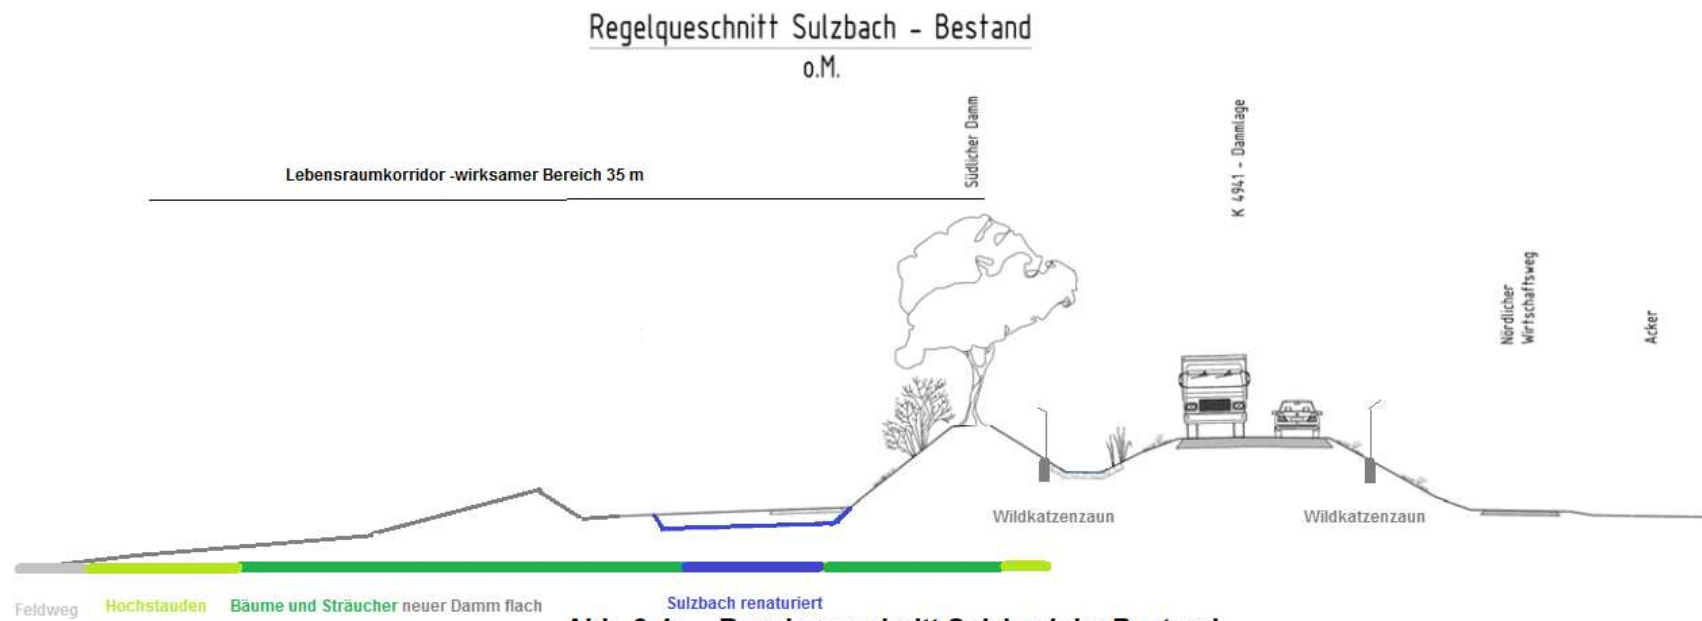 Regelqueschnitt Sulzbach - Bestand
o.M.
Südlicher Damm
K 4941 - Dammlage
Lebensraumkorridor -wirksamer Bereich 35 m
Nördlicher
Wirtschaftsweg
Acker
Wildkatzenzaun
Wildkatzenzaun
Feldweg
Hochstauden
Bäume und Sträucher neuer Damm flach
Sulzbach renaturiert